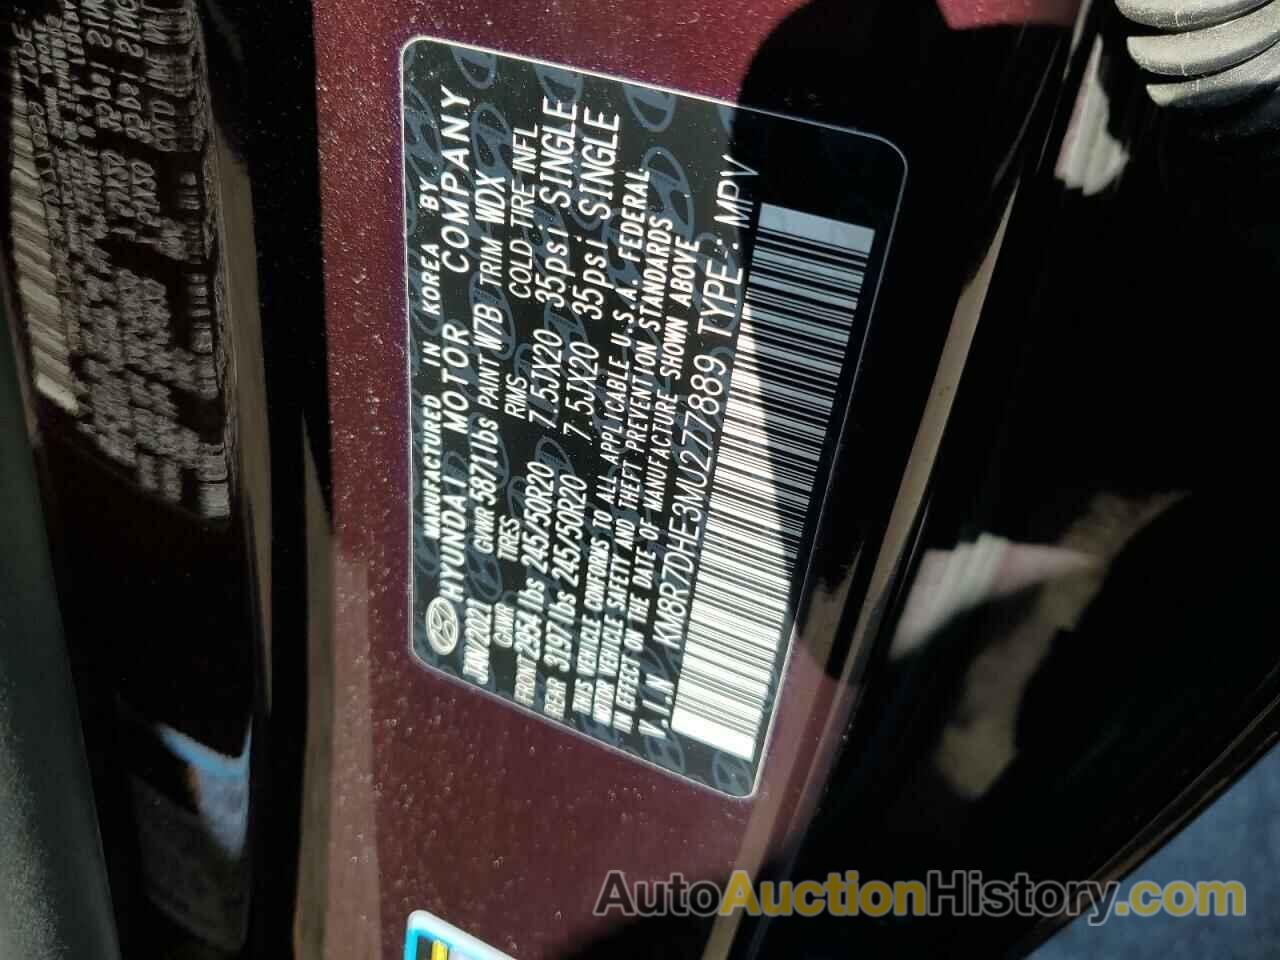 MANUFACTURED IN KOREA BY
HYUNDAI MOTOR COMPANY
JAN/2021 GVWR 5871lbs PAINT W7B TRIM WDX
GAWR TIRES RIMS COLD TIRE INFL
FRONT 2954lbs 245/50R20 7.5JX20 35psi SINGLE
REAR 3197lbs 245/50R20 7.5JX20 35psi SINGLE
THIS VEHICLE CONFORMS TO ALL APPLICABLE U.S.A. FEDERAL
MOTOR VEHICLE SAFETY AND THEFT PREVENTION STANDARDS
IN EFFECT ON THE DATE OF MANUFACTURE SHOWN ABOVE
V.I.N KM8R7DHE3MU277889 TYPE: MPV
AutoAuctionHistory.com